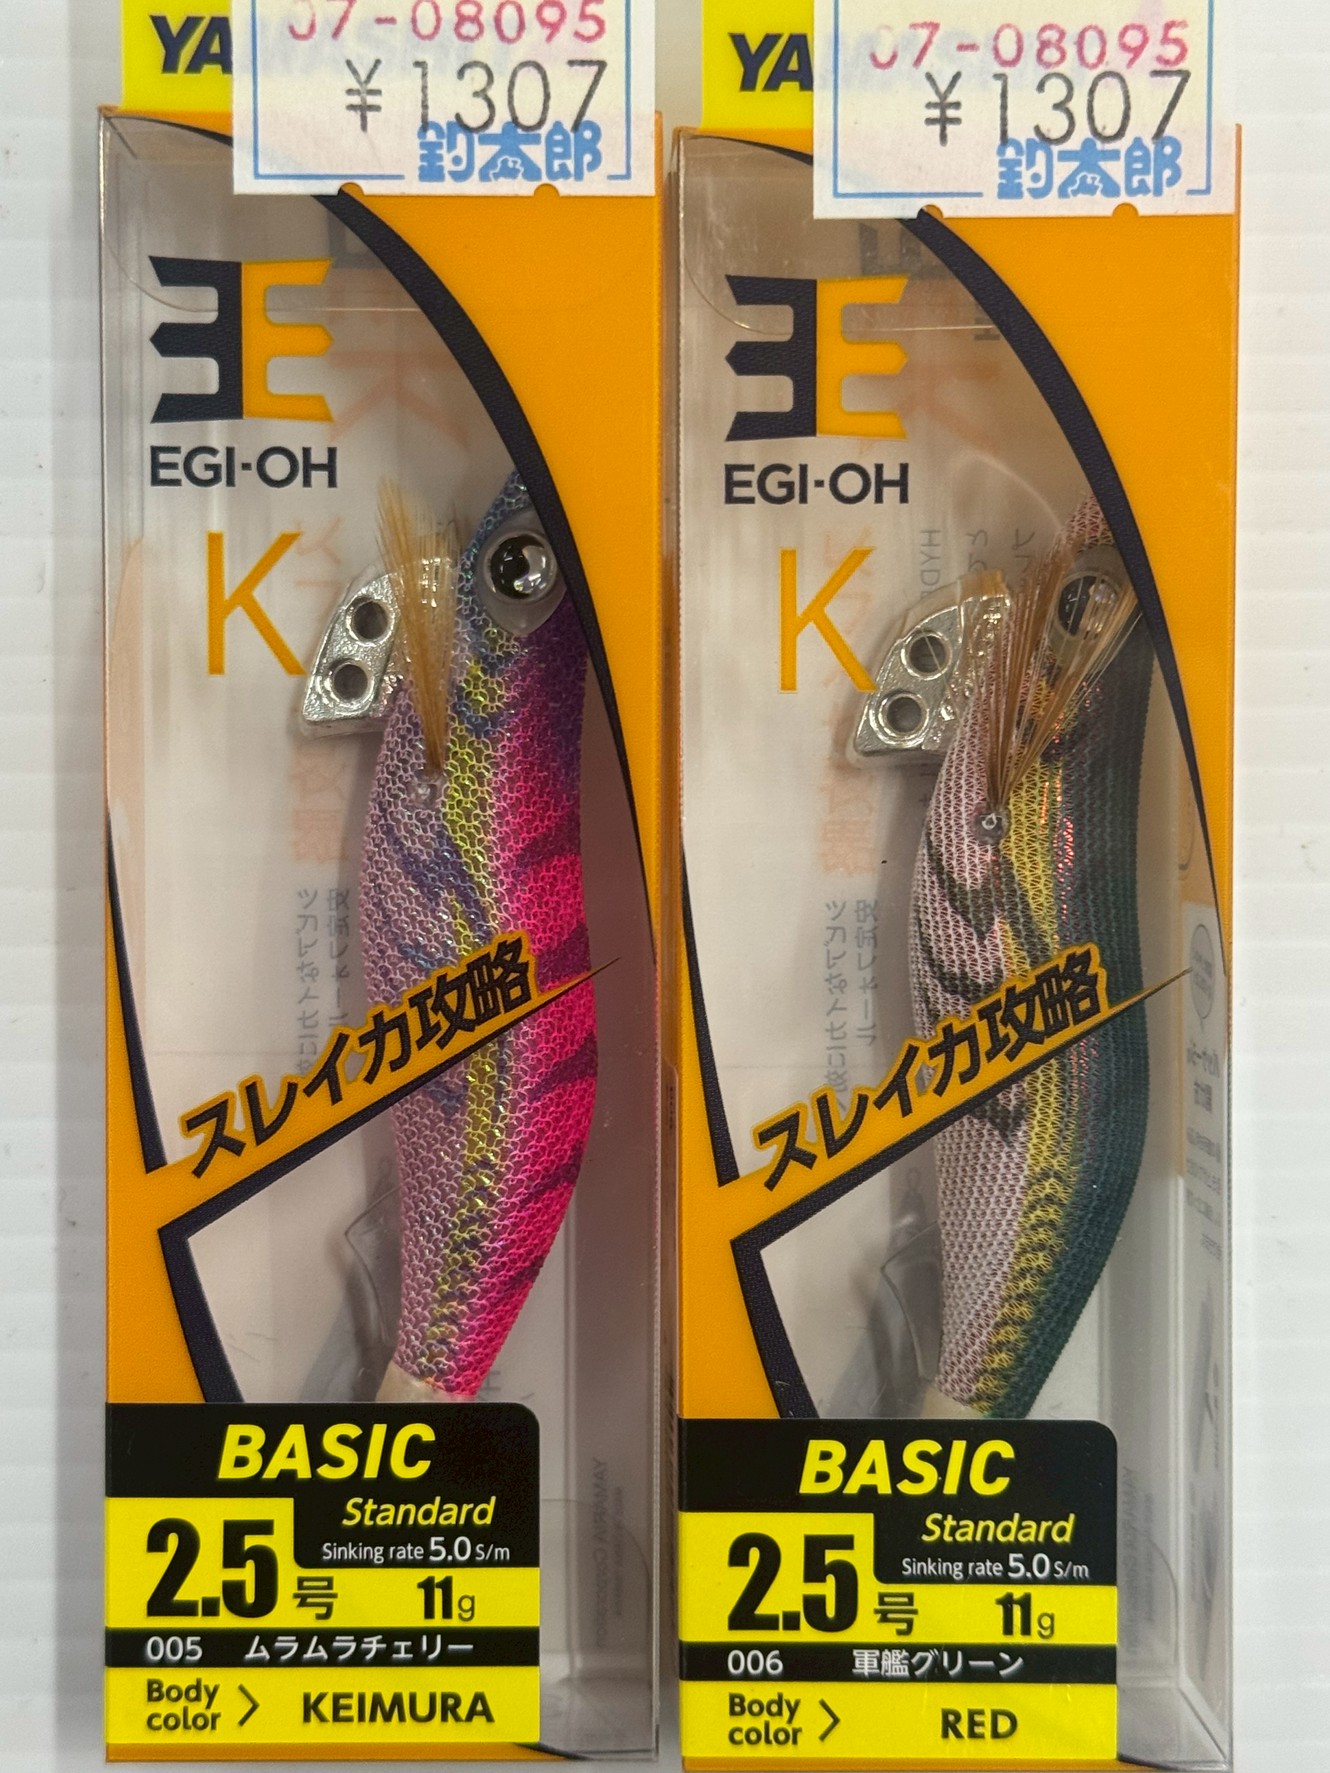 YA
07-08095
¥1307
釣太郎
EGI-OH
K
スレイカ攻略
BASIC
Standard
Sinking rate 5.0 S/m
2.5号 11g
005 ムラムラチェリー
Body color > KEIMURA
YA
07-08095
¥1307
釣太郎
EGI-OH
K
スレイカ攻略
BASIC
Standard
Sinking rate 5.0 S/m
2.5号 11g
006 軍艦グリーン
Body color > RED